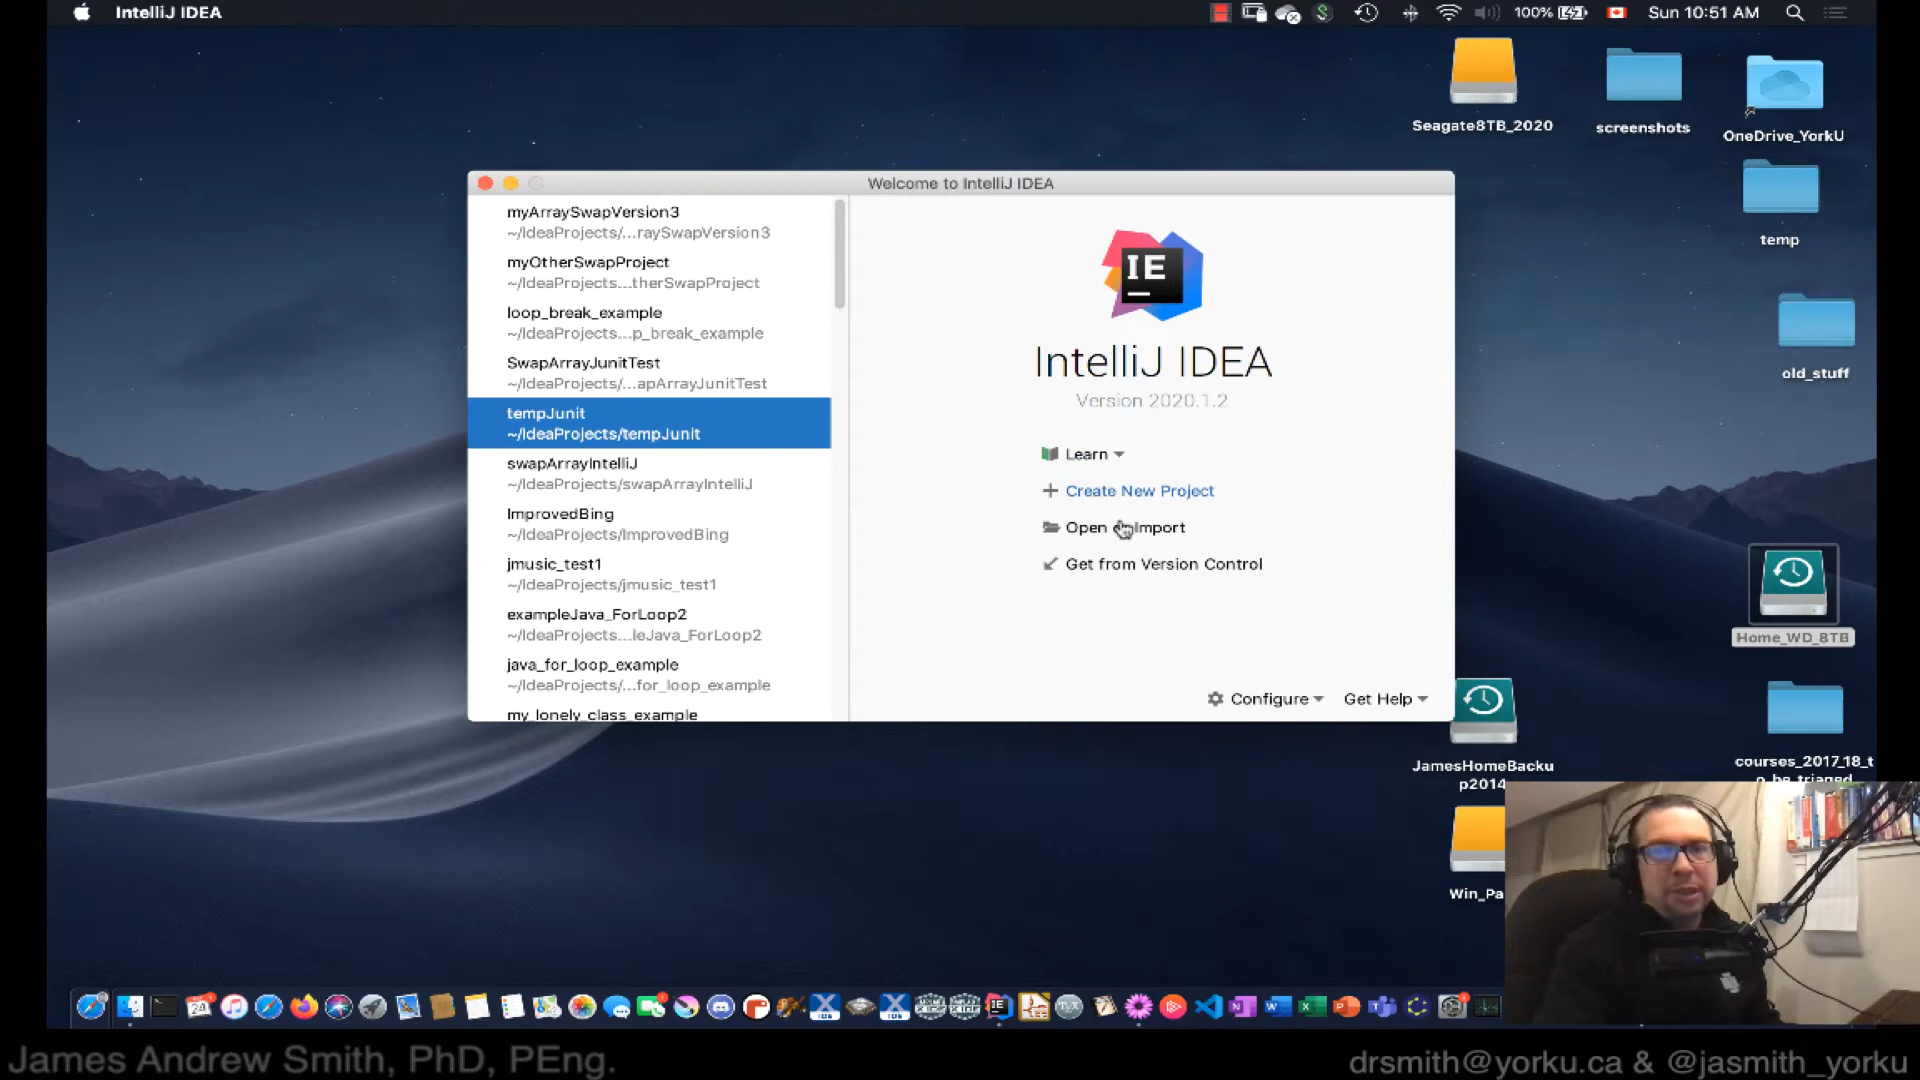 IntelliJ IDEA
100%
Sun 10:51 AM
Seagate8TB_2020
screenshots
OneDrive_YorkU
temp
old_stuff
Home_WD_8TB
JamesHomeBacku
p2014
courses_2017_18_t
o_be_triaged
Win_Pa
Welcome to IntelliJ IDEA
myArraySwapVersion3
~/IdeaProjects/...raySwapVersion3
myOtherSwapProject
~/IdeaProjects...therSwapProject
loop_break_example
~/IdeaProjects...p_break_example
SwapArrayJunitTest
~/IdeaProjects/...apArrayJunitTest
tempJunit
~/IdeaProjects/tempJunit
swapArrayIntelliJ
~/IdeaProjects/swapArrayIntelliJ
ImprovedBing
~/IdeaProjects/ImprovedBing
jmusic_test1
~/IdeaProjects/jmusic_test1
exampleJava_ForLoop2
~/IdeaProjects...leJava_ForLoop2
java_for_loop_example
~/IdeaProjects/...for_loop_example
my_lonely_class_example
IE
IntelliJ IDEA
Version 2020.1.2
Learn
Create New Project
Open Import
Get from Version Control
Configure
Get Help
James Andrew Smith, PhD, PEng.
drsmith@yorku.ca & @jasmith_yorku